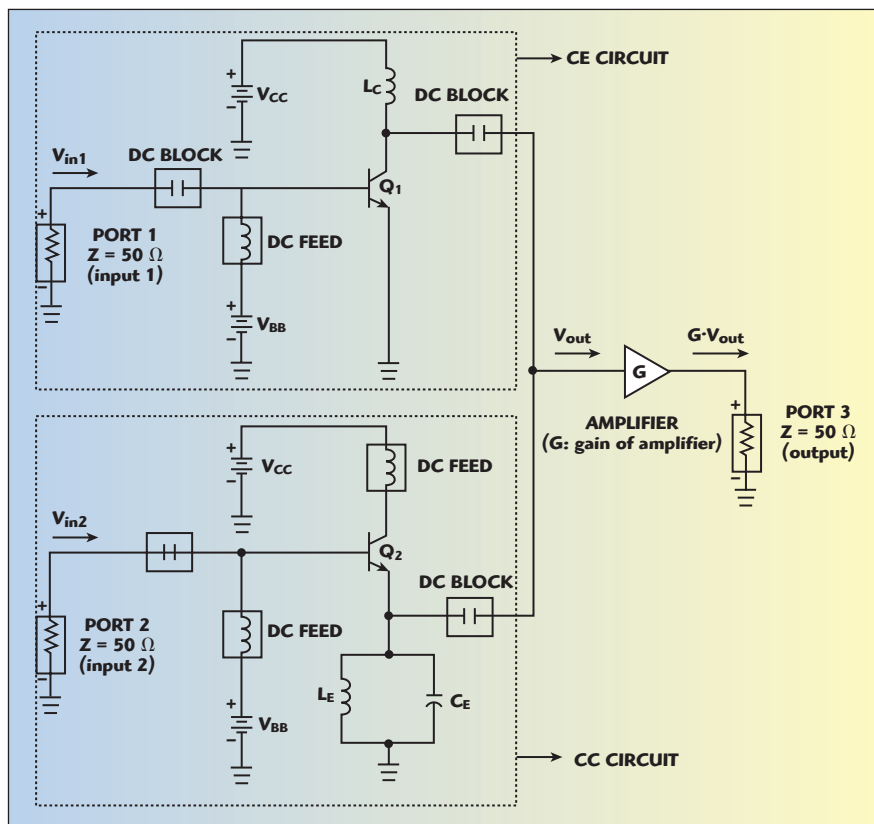 CE CIRCUIT
+
VCC
−
LC
DC BLOCK
Vin1
DC BLOCK
Q1
+
PORT 1
Z = 50 Ω
(input 1)
−
DC FEED
+
VBB
−
Vout
G·Vout
G
AMPLIFIER
(G: gain of amplifier)
+
PORT 3
Z = 50 Ω
(output)
−
+
VCC
−
DC FEED
Vin2
Q2
DC BLOCK
+
PORT 2
Z = 50 Ω
(input 2)
−
DC FEED
LE
CE
+
VBB
−
CC CIRCUIT